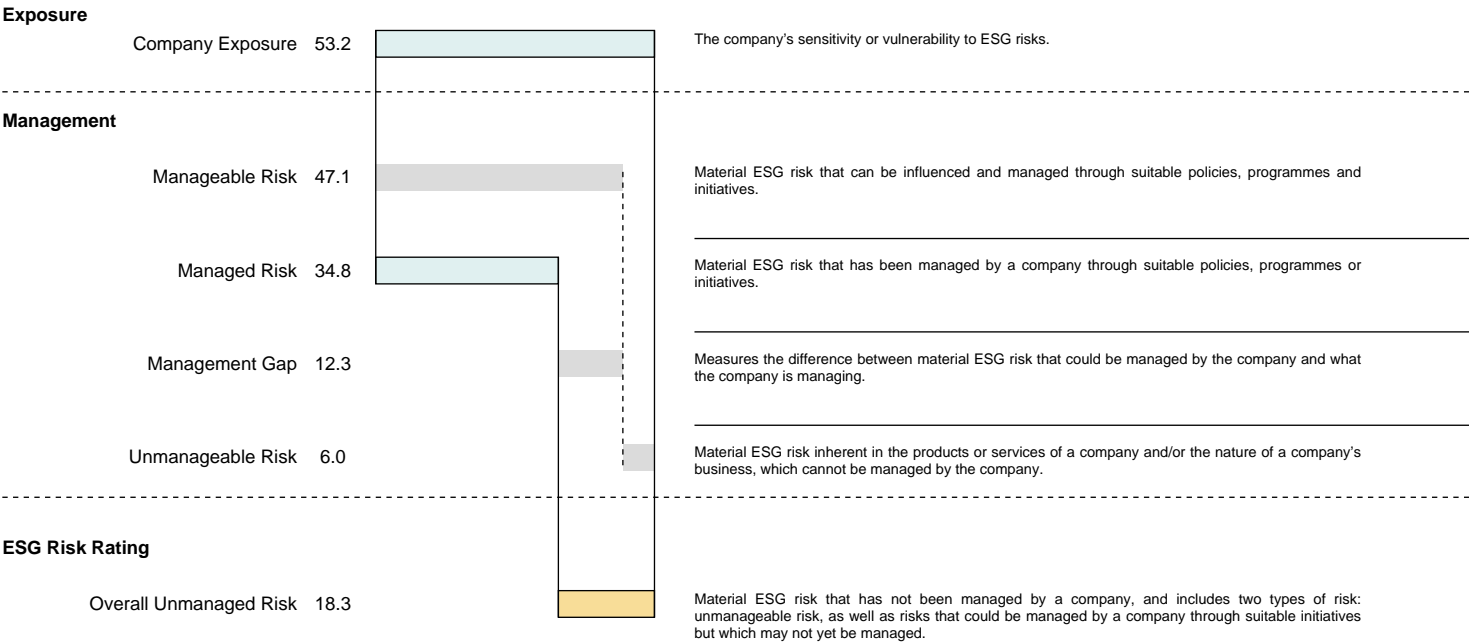 Exposure
Company Exposure 53.2
The company’s sensitivity or vulnerability to ESG risks.
Management
Manageable Risk 47.1
Material ESG risk that can be influenced and managed through suitable policies, programmes and
initiatives.
Managed Risk 34.8
Material ESG risk that has been managed by a company through suitable policies, programmes or
initiatives.
Management Gap 12.3
Measures the difference between material ESG risk that could be managed by the company and what
the company is managing.
Unmanageable Risk 6.0
Material ESG risk inherent in the products or services of a company and/or the nature of a company’s
business, which cannot be managed by the company.
ESG Risk Rating
Overall Unmanaged Risk 18.3
Material ESG risk that has not been managed by a company, and includes two types of risk:
unmanageable risk, as well as risks that could be managed by a company through suitable initiatives
but which may not yet be managed.